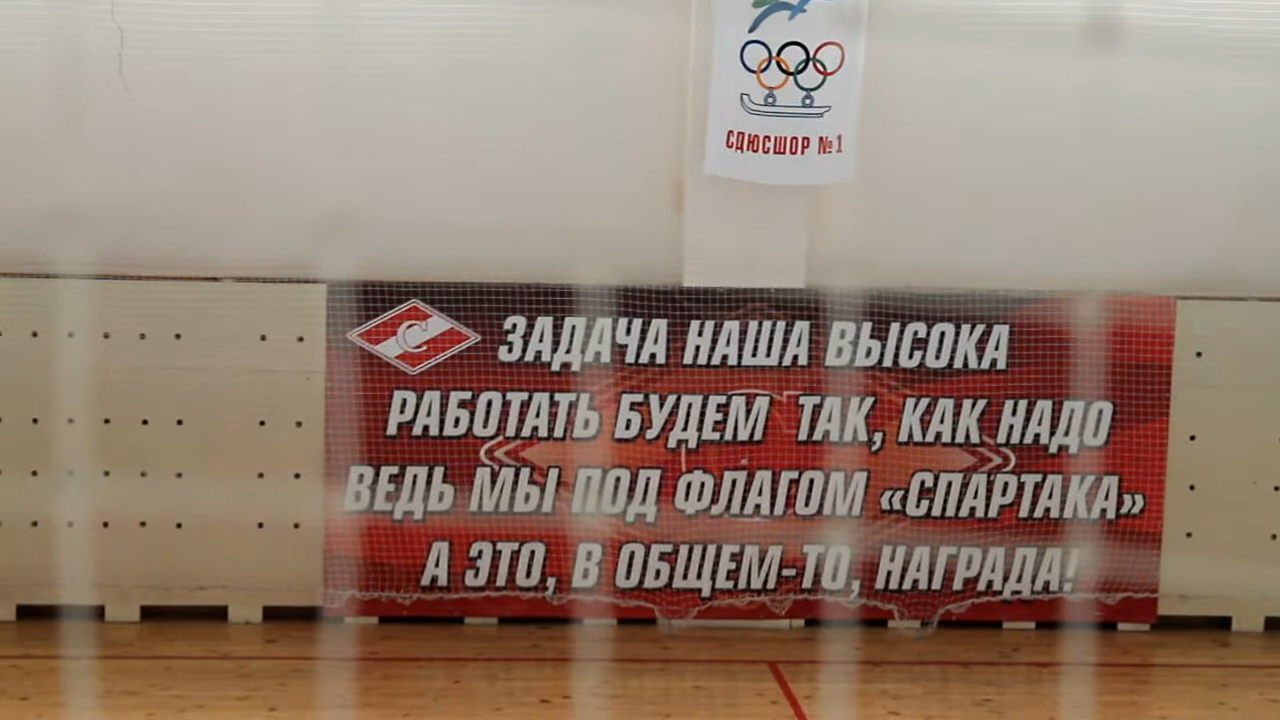 СДЮСШОР №1
С ЗАДАЧА НАША ВЫСОКА
РАБОТАТЬ БУДЕМ ТАК, КАК НАДО
ВЕДЬ МЫ ПОД ФЛАГОМ «СПАРТАКА»
А ЭТО, В ОБЩЕМ-ТО, НАГРАДА!